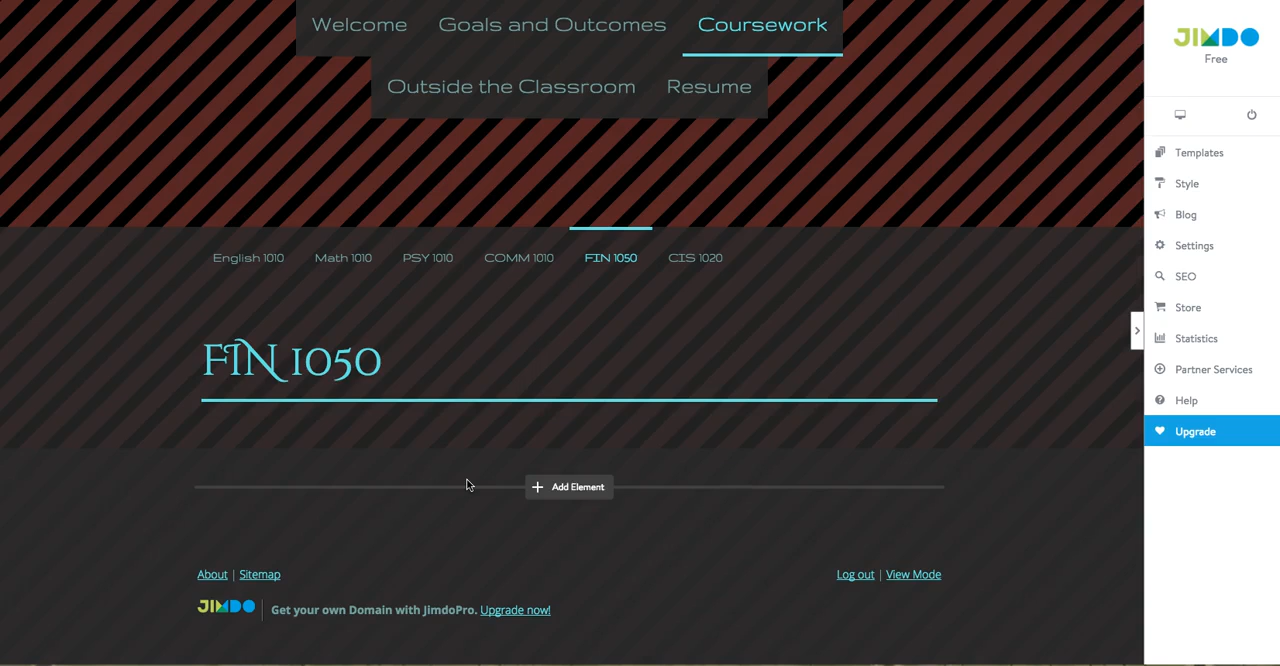 Welcome Goals and Outcomes Coursework
Outside the Classroom Resume
English 1010 Math 1010 PSY 1010 COMM 1010 FIN 1050 CIS 1020
FIN 1050
+ Add Element
About | Sitemap
Log out | View Mode
JIMDO Get your own Domain with JimdoPro. Upgrade now!
JIMDO
Free
Templates
Style
Blog
Settings
SEO
Store
Statistics
Partner Services
Help
Upgrade